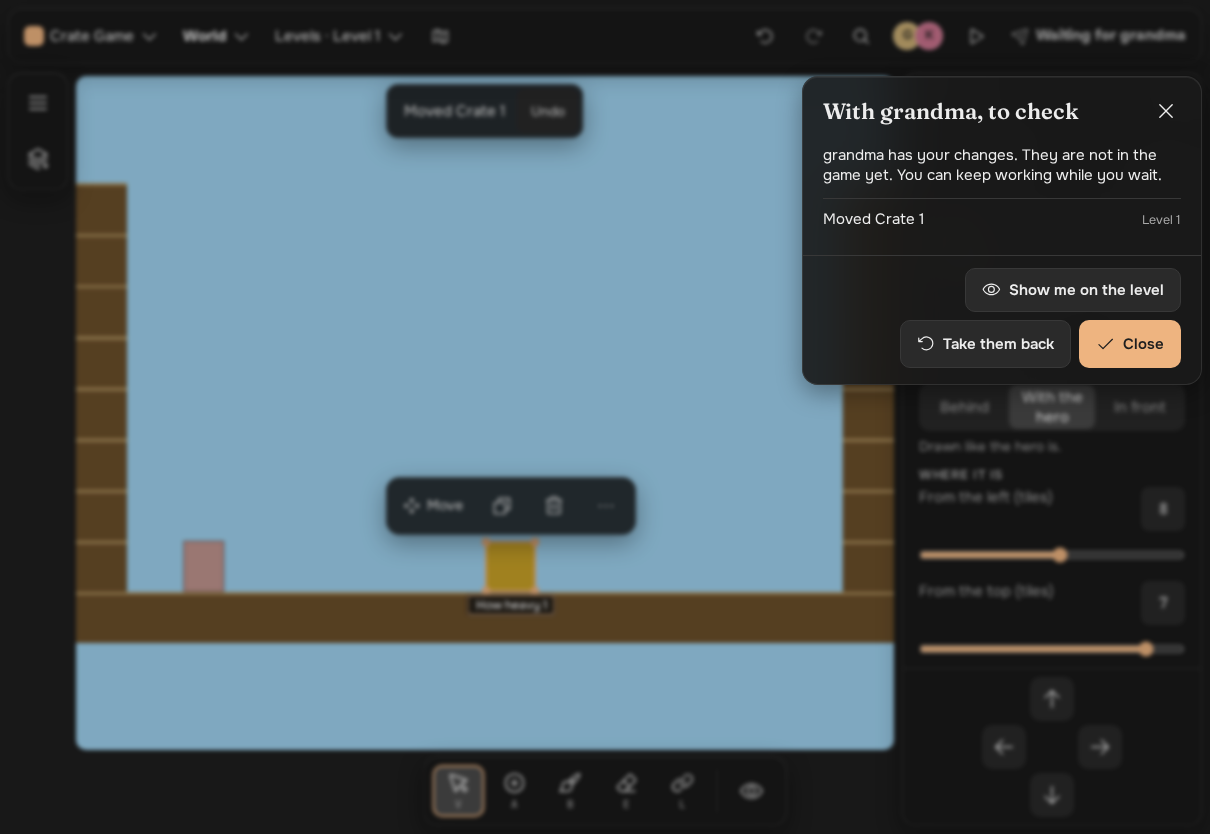 Crate Game
World
Levels · Level 1
Waiting for grandma
Moved Crate 1
Undo
With grandma, to check
grandma has your changes. They are not in the
game yet. You can keep working while you wait.
Moved Crate 1
Level 1
Show me on the level
Take them back
Close
Behind
With the
hero
In front
Drawn like the hero is.
WHERE IT IS
From the left (tiles)
8
From the top (tiles)
7
Move
How heavy 1
B
E
L